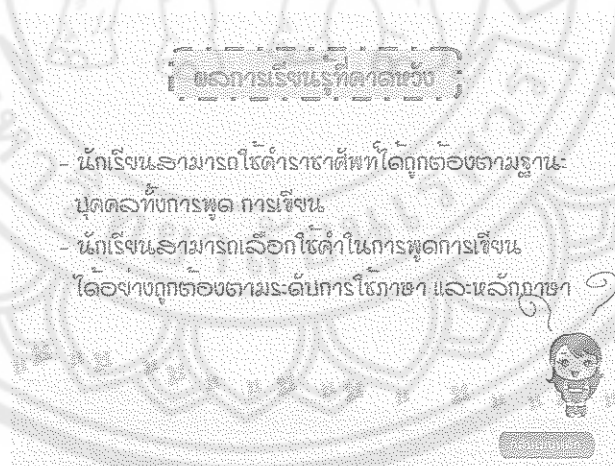 ผลการเรียนรู้ที่คาดหวัง
- นักเรียนสามารถใช้คำราชาศัพท์ได้ถูกต้องตามฐานะ
บุคคลทั้งการพูด การเขียน
- นักเรียนสามารถเลือกใช้คำในการพูดการเขียน
ได้อย่างถูกต้องตามระดับการใช้ภาษา และหลักภาษา